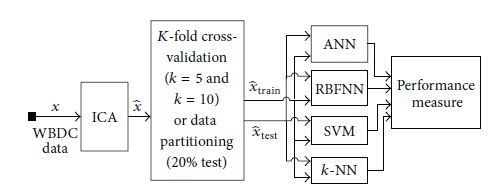 x
WBDC
data
ICA
x̂
K-fold cross-
validation
(k = 5 and
k = 10)
or data
partitioning
(20% test)
x̂train
x̂test
ANN
RBFNN
SVM
k-NN
Performance
measure